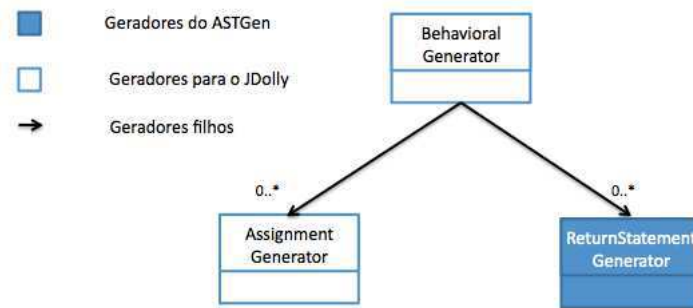 Geradores do ASTGen
Geradores para o JDolly
Geradores filhos
Behavioral
Generator
0..*
0..*
Assignment
Generator
ReturnStatement
Generator